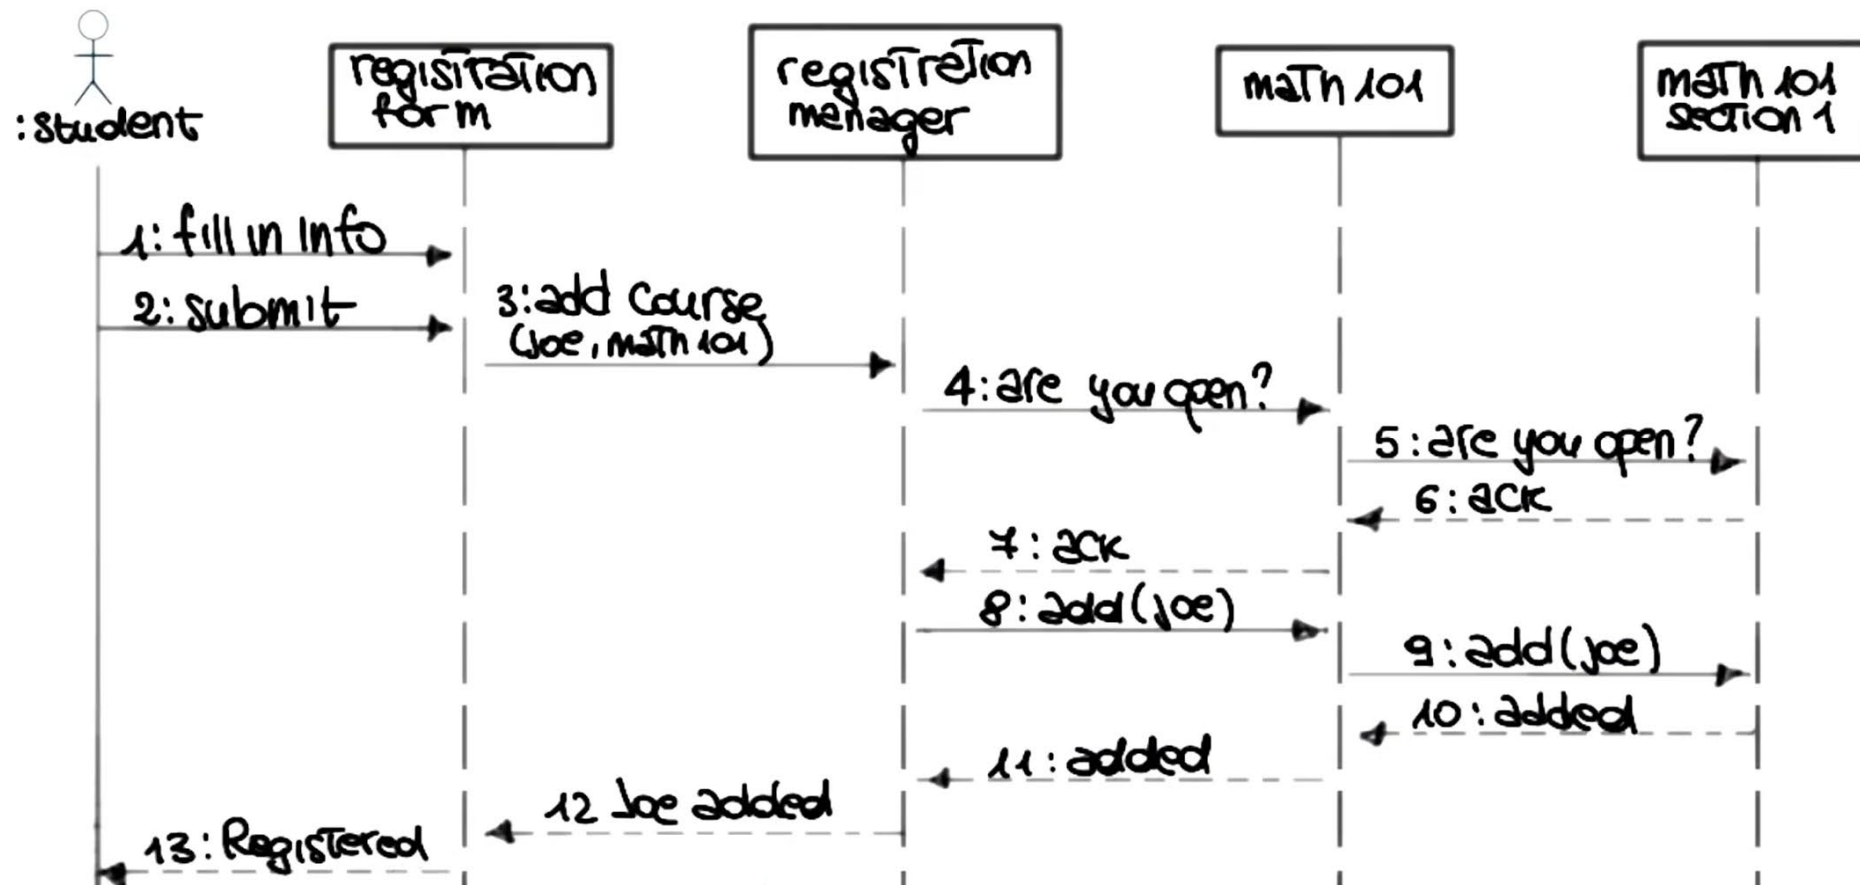 :student
registration
form
registretion
meneger
math 101
math 101
section 1
1: fill in info
2: submit
3: add course
(joe, math 101)
4: are you open?
5: are you open?
6: ack
7: ack
8: add (joe)
9: add (joe)
10: added
11: added
12 Joe added
13: Registered